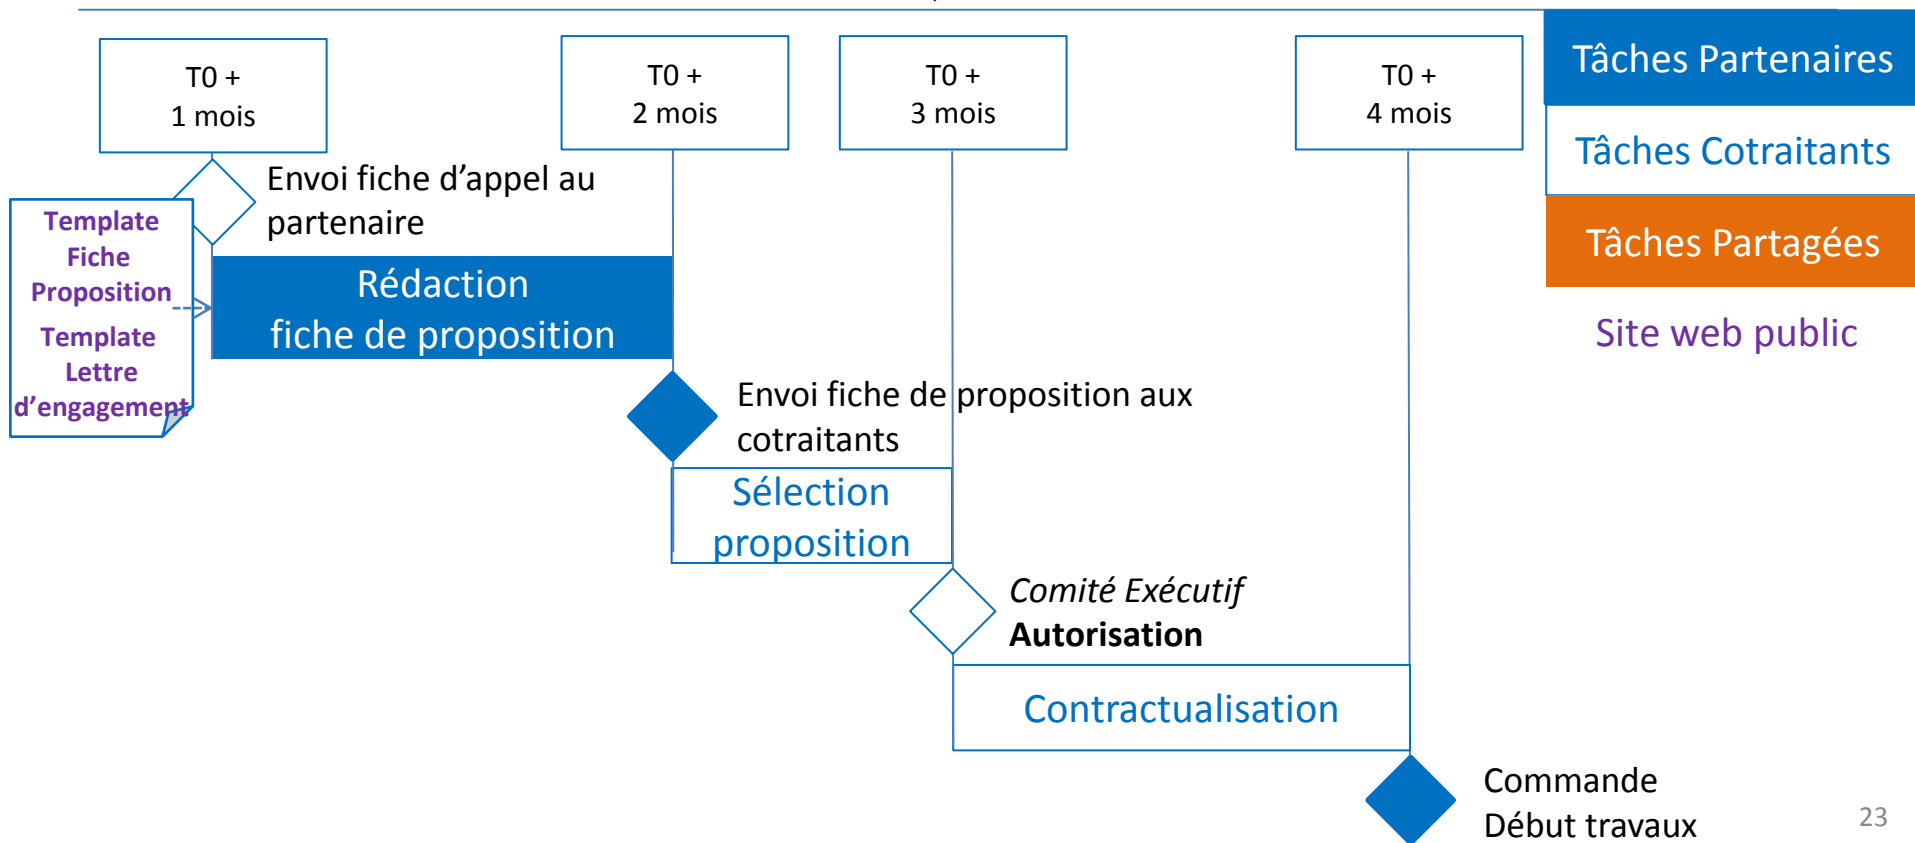 T0 +
1 mois
T0 +
2 mois
T0 +
3 mois
T0 +
4 mois
Tâches Partenaires
Tâches Cotraitants
Tâches Partagées
Site web public
Envoi fiche d’appel au
partenaire
Template
Fiche
Proposition
Template
Lettre
d’engagement
Rédaction
fiche de proposition
Envoi fiche de proposition aux
cotraitants
Sélection
proposition
Comité Exécutif
Autorisation
Contractualisation
Commande
Début travaux
23